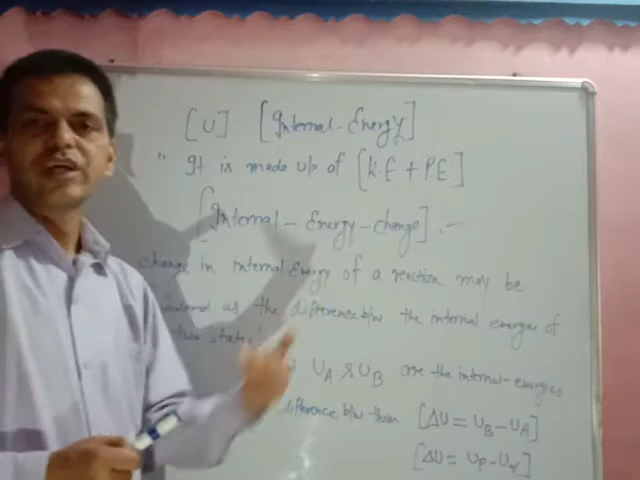 [U] [Internal - Energy]
" It is made up of [K.E + P.E]
[Internal - Energy - change] . -
change in internal Energy of a reaction may be
as the difference b/w the internal energies of
two states
UA & UB are the internal - energies
difference b/w them [ΔU = UB - UA]
[ΔU = Up - Ur]